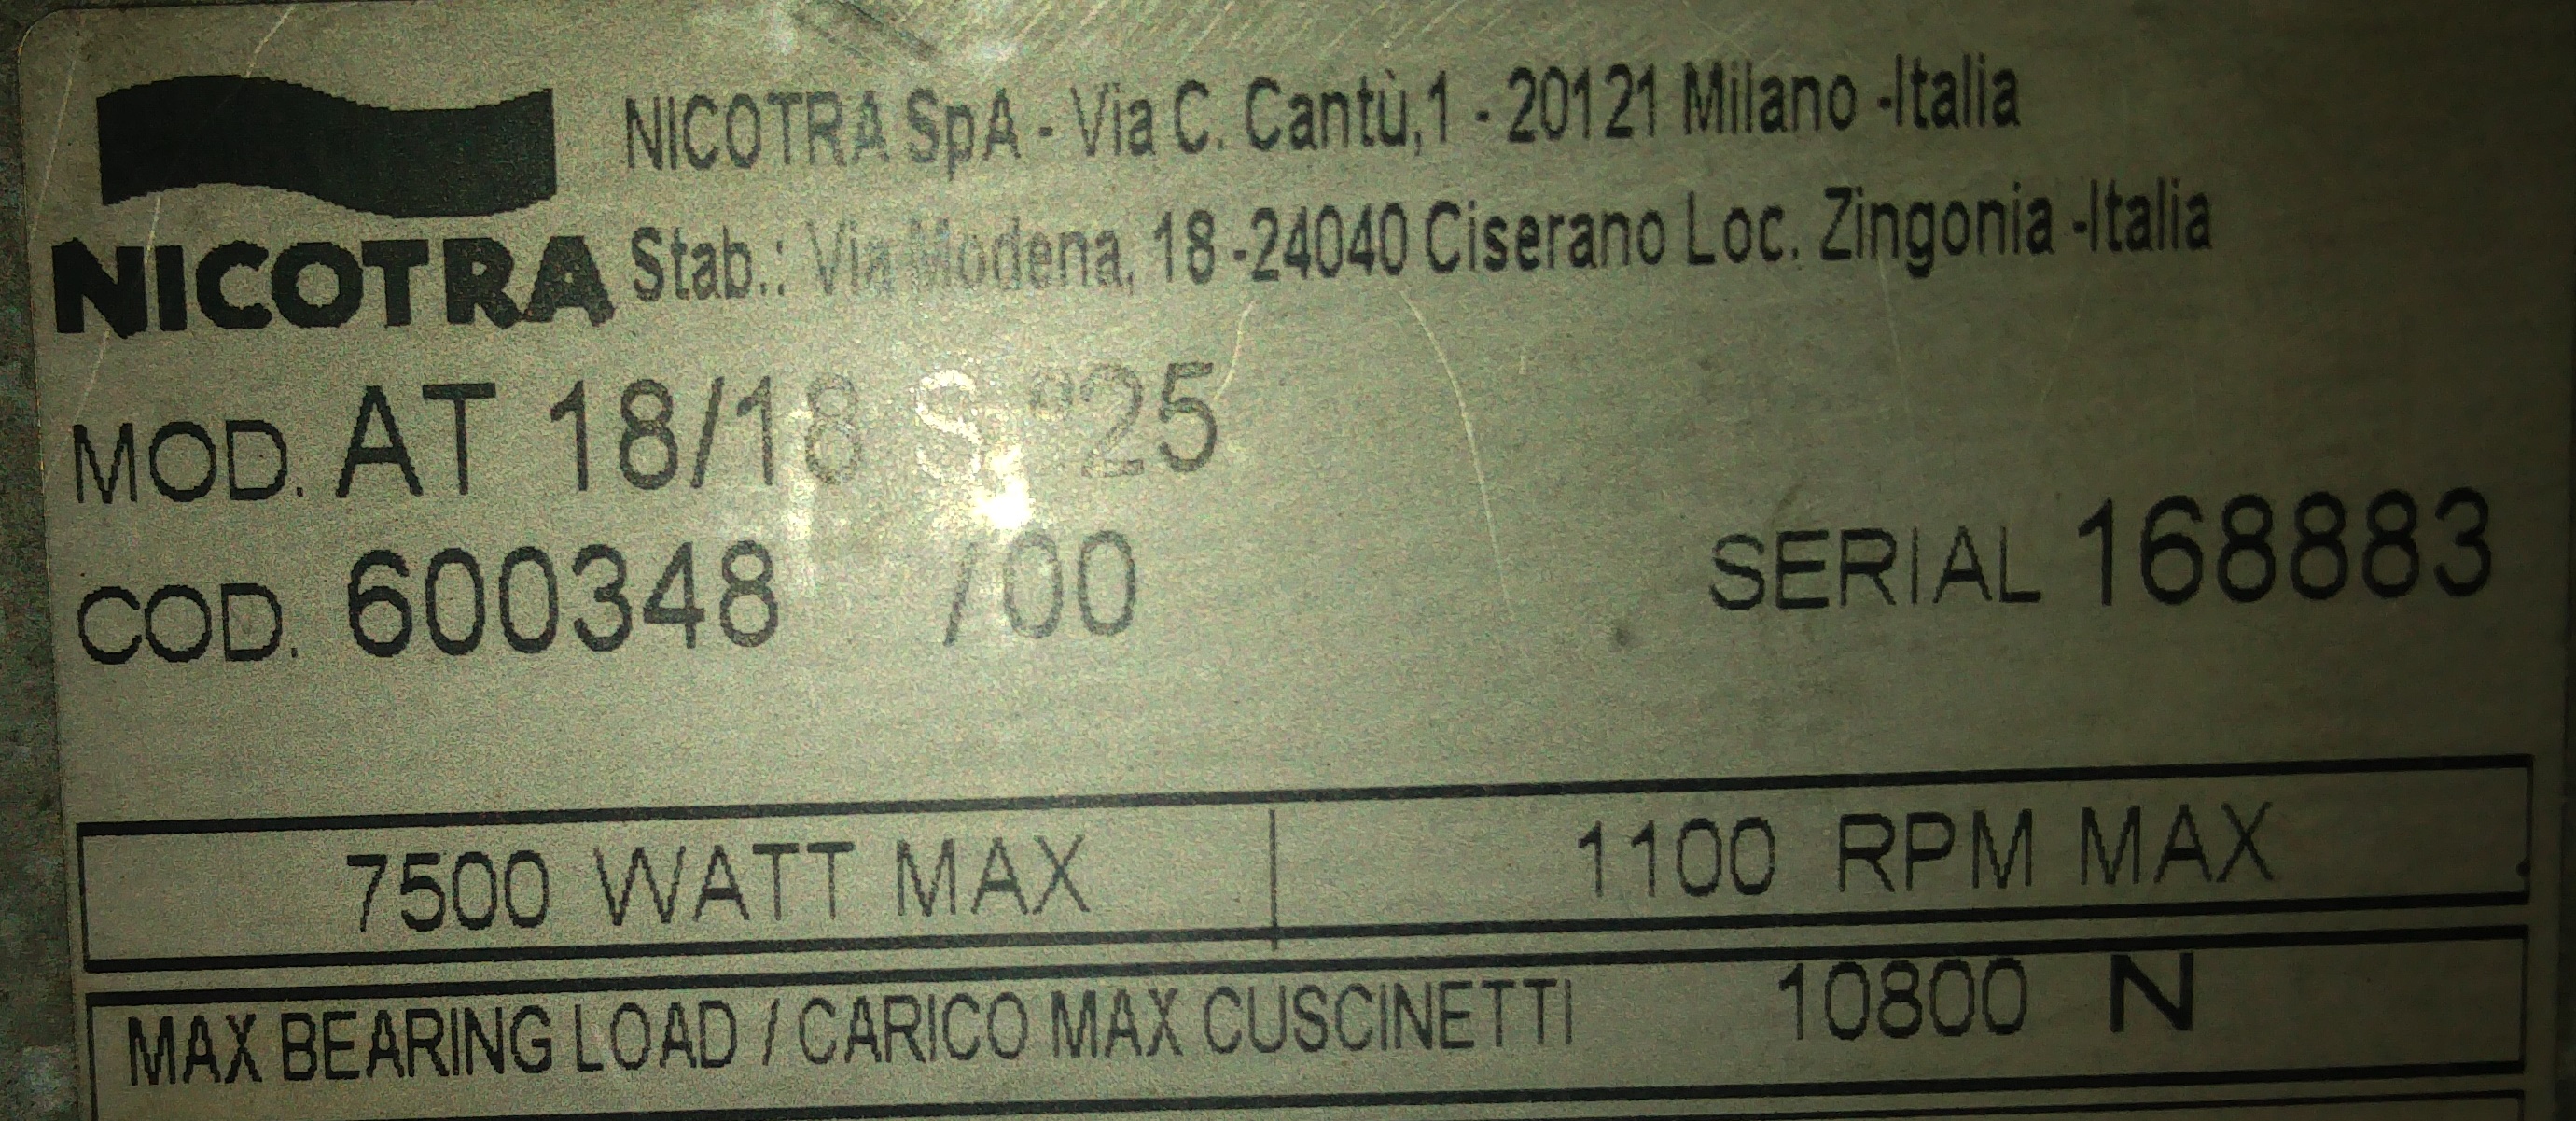 NICOTRA SpA - Via C. Cantù,1 - 20121 Milano -Italia
NICOTRA
Stab.: Via Modena, 18 -24040 Ciserano Loc. Zingonia -Italia
MOD. AT 18/18 S
COD. 600348 /00
SERIAL 168883
7500 WATT MAX
1100 RPM MAX
MAX BEARING LOAD / CARICO MAX CUSCINETTI 10800 N